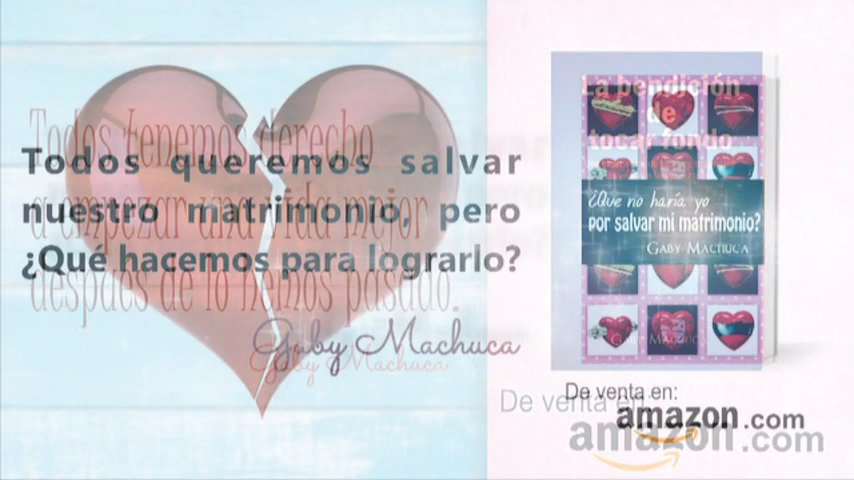 Todos tenemos derecho
a empezar una vida mejor
después de lo hemos pasado.
Gaby Machuca
Todos queremos salvar
nuestro matrimonio, pero
¿Qué hacemos para lograrlo?
Gaby Machuca
La bendición
de
tocar fondo
¿Que no haría yo
por salvar mi matrimonio?
Gaby Machuca
Gaby Machuca
De venta en:
amazon.com
De venta en:
amazon.com